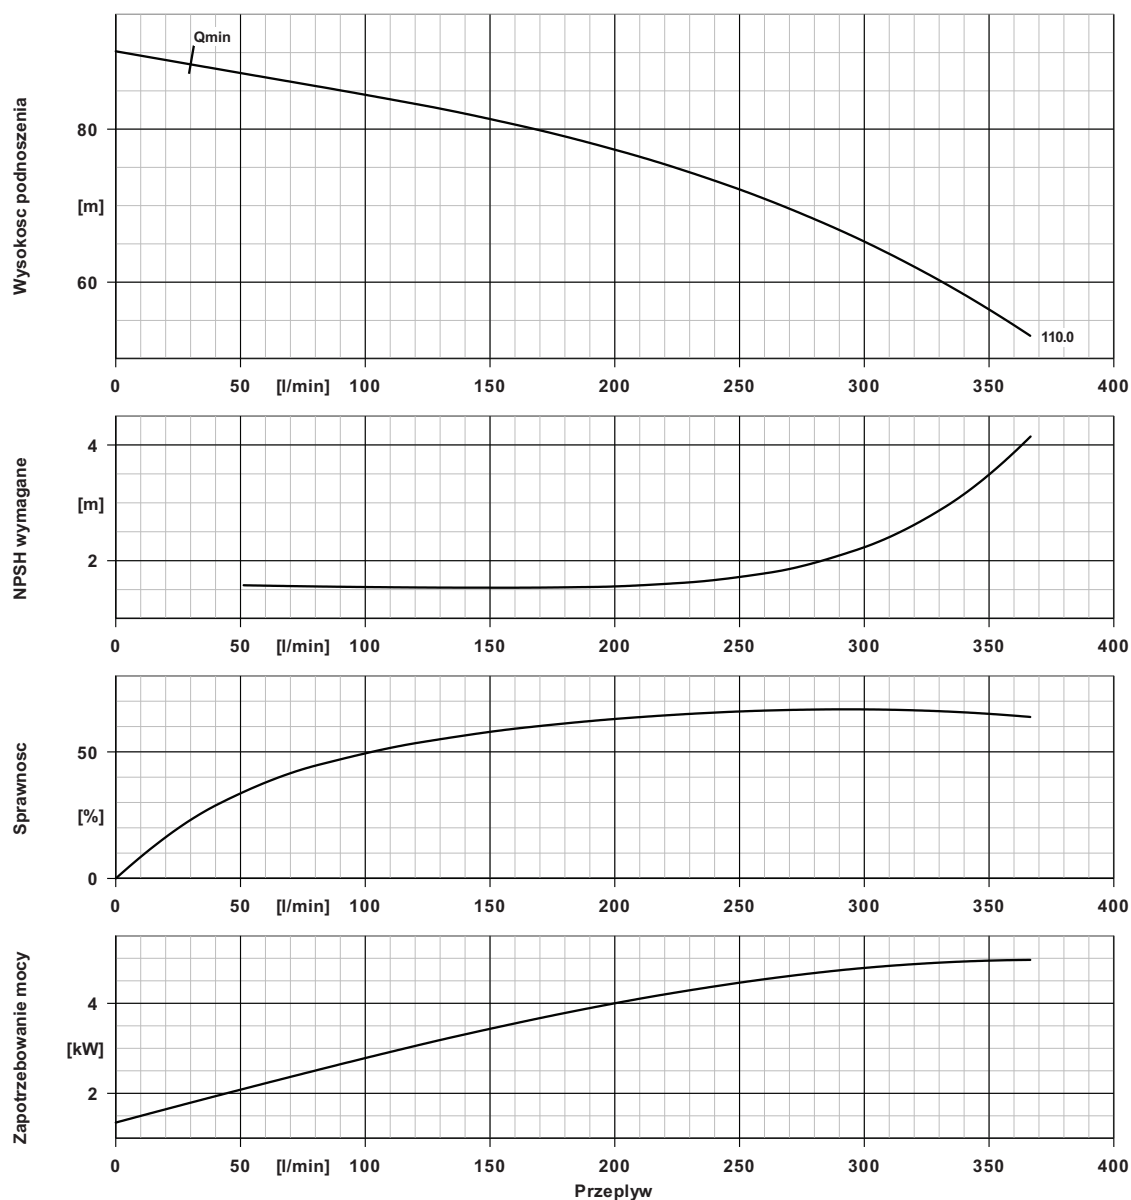 Qmin
Wysokosc podnoszenia
80
[m]
60
110.0
0 50 [l/min] 100 150 200 250 300 350 400
NPSH wymagane
4
[m]
2
0 50 [l/min] 100 150 200 250 300 350 400
Sprawnosc
50
[%]
0
0 50 [l/min] 100 150 200 250 300 350 400
Zapotrzebowanie mocy
4
[kW]
2
0 50 [l/min] 100 150 200 250 300 350 400
Przeplyw